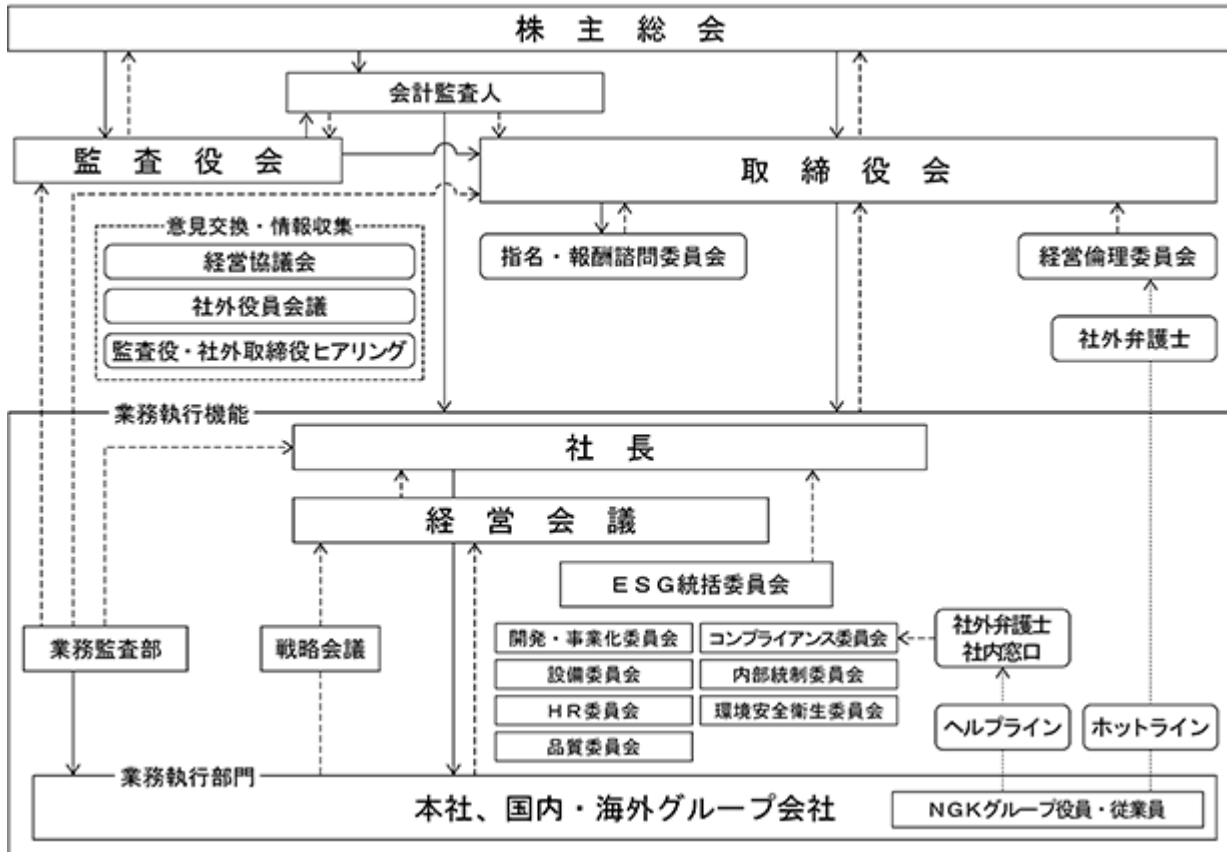 株主総会
会計監査人
監査役会
取締役会
意見交換・情報収集
経営協議会
社外役員会議
監査役・社外取締役ヒアリング
指名・報酬諮問委員会
経営倫理委員会
社外弁護士
業務執行機能
社長
経営会議
ESG統括委員会
業務監査部
戦略会議
開発・事業化委員会
コンプライアンス委員会
設備委員会
内部統制委員会
HR委員会
環境安全衛生委員会
品質委員会
社外弁護士
社内窓口
ヘルプライン
ホットライン
業務執行部門
本社、国内・海外グループ会社
NGKグループ役員・従業員